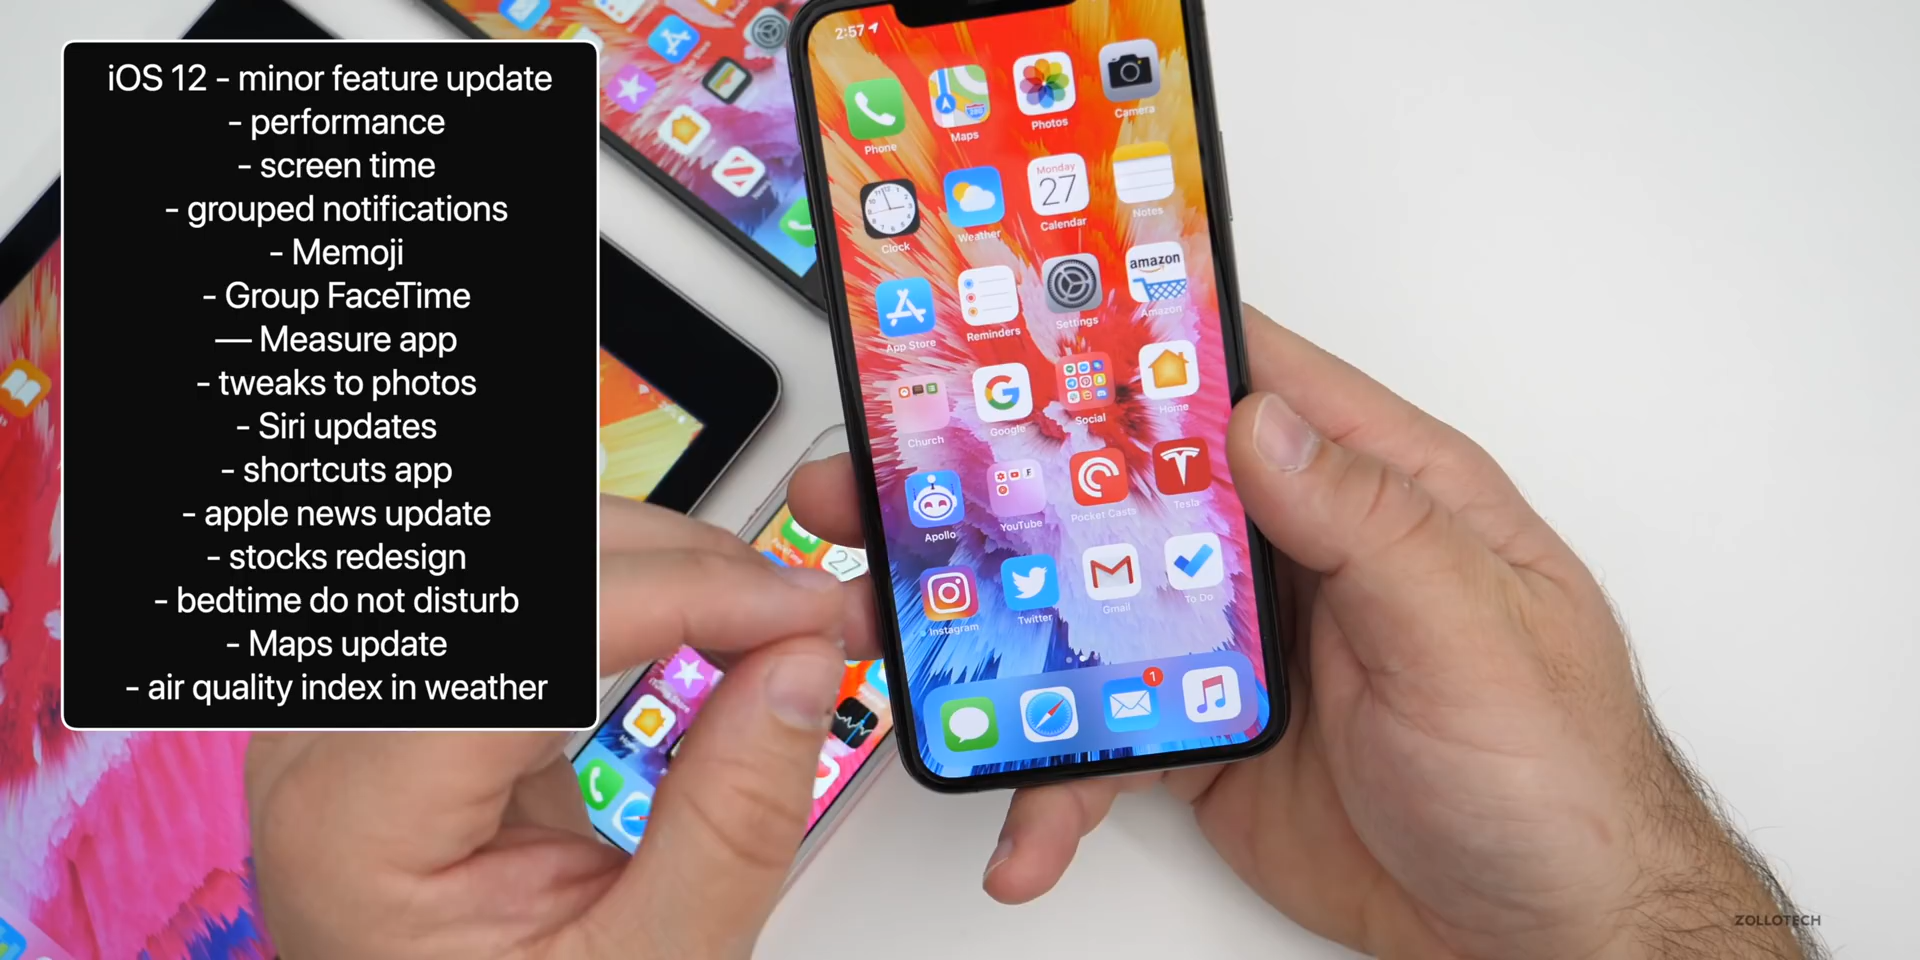 iOS 12 - minor feature update
- performance
- screen time
- grouped notifications
- Memoji
- Group FaceTime
— Measure app
- tweaks to photos
- Siri updates
- shortcuts app
- apple news update
- stocks redesign
- bedtime do not disturb
- Maps update
- air quality index in weather
2:57
Phone
Maps
Photos
Camera
Monday
27
Clock
Weather
Calendar
Notes
amazon
App Store
Reminders
Settings
Amazon
Church
Google
Social
Home
Apollo
YouTube
Pocket Casts
Tesla
Instagram
Twitter
Gmail
To Do
1
27
ZOLLOTECH